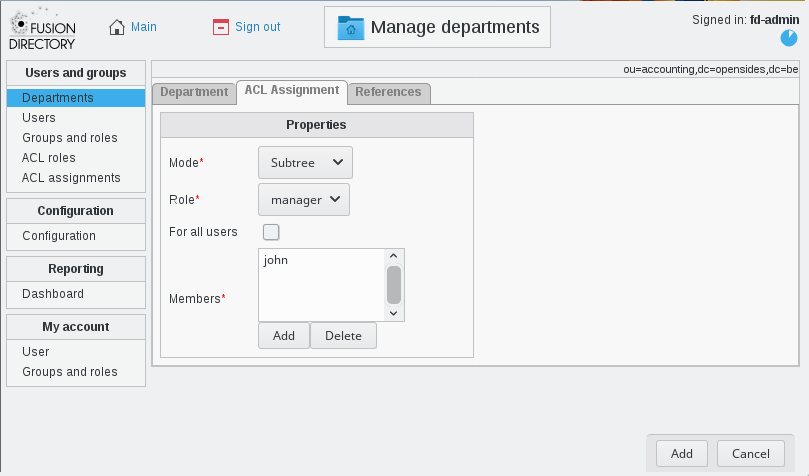 FUSION
DIRECTORY
Main
Sign out
Manage departments
Signed in: fd-admin
Users and groups
Departments
Users
Groups and roles
ACL roles
ACL assignments
Configuration
Configuration
Reporting
Dashboard
My account
User
Groups and roles
ou=accounting,dc=opensides,dc=be
Department
ACL Assignment
References
Properties
Mode*
Subtree
Role*
manager
For all users
Members*
john
Add
Delete
Add
Cancel